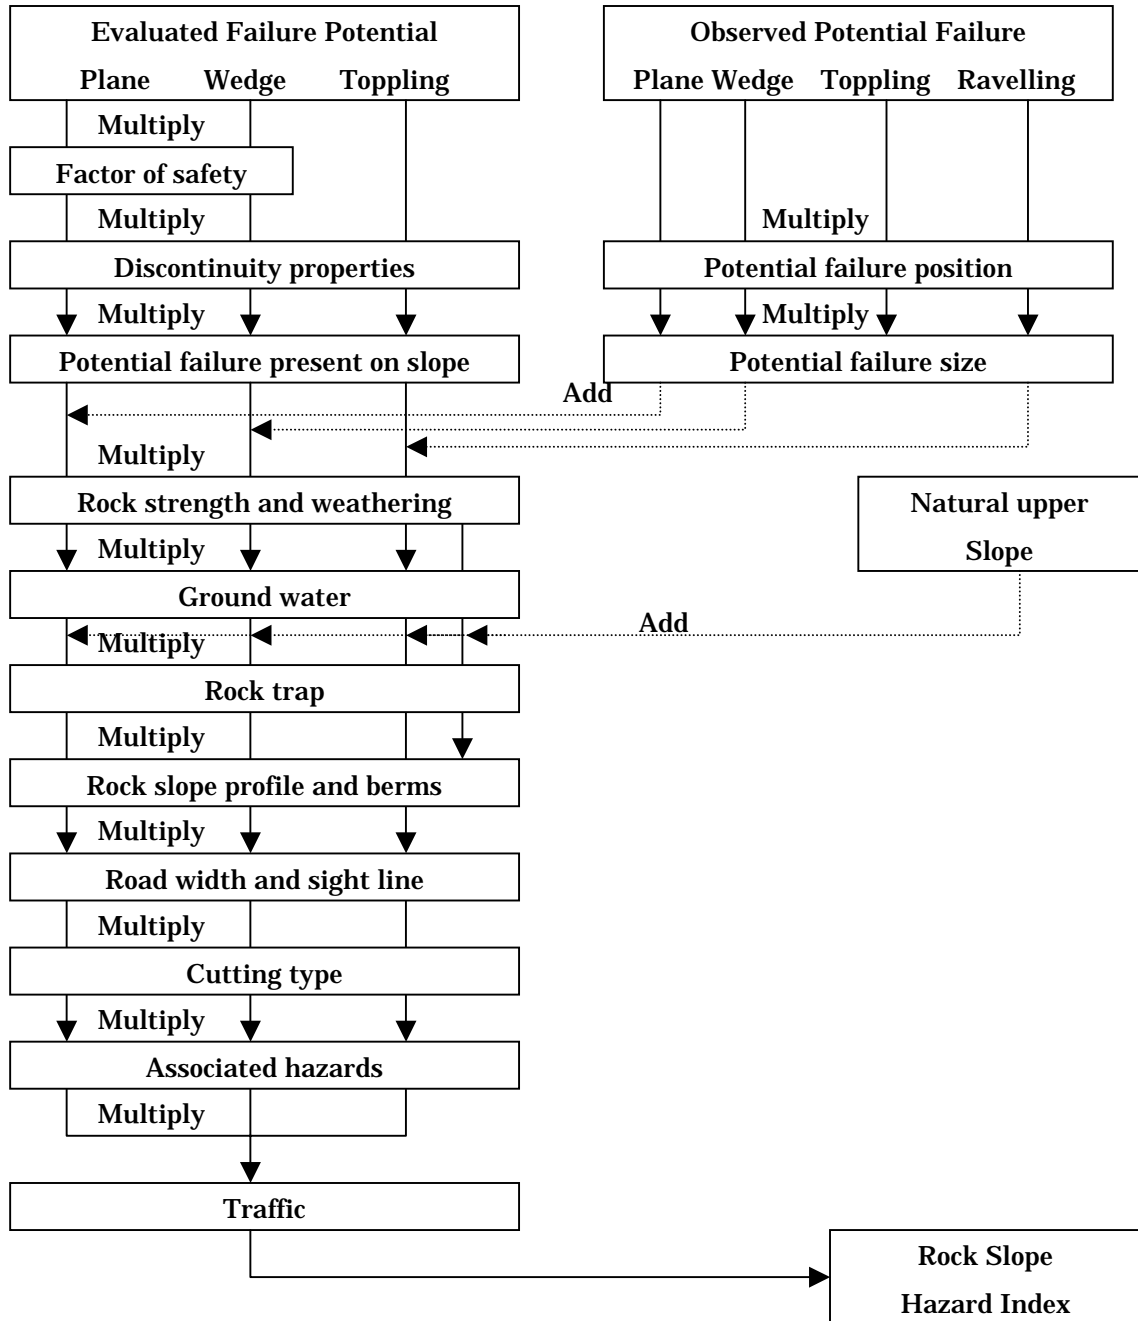 Evaluated Failure Potential
Plane Wedge Toppling
Observed Potential Failure
Plane Wedge Toppling Ravelling
Multiply
Factor of safety
Multiply
Multiply
Discontinuity properties
Potential failure position
Multiply
Multiply
Potential failure present on slope
Potential failure size
Add
Multiply
Rock strength and weathering
Natural upper
Slope
Multiply
Ground water
Add
Multiply
Rock trap
Multiply
Rock slope profile and berms
Multiply
Road width and sight line
Multiply
Cutting type
Multiply
Associated hazards
Multiply
Traffic
Rock Slope
Hazard Index